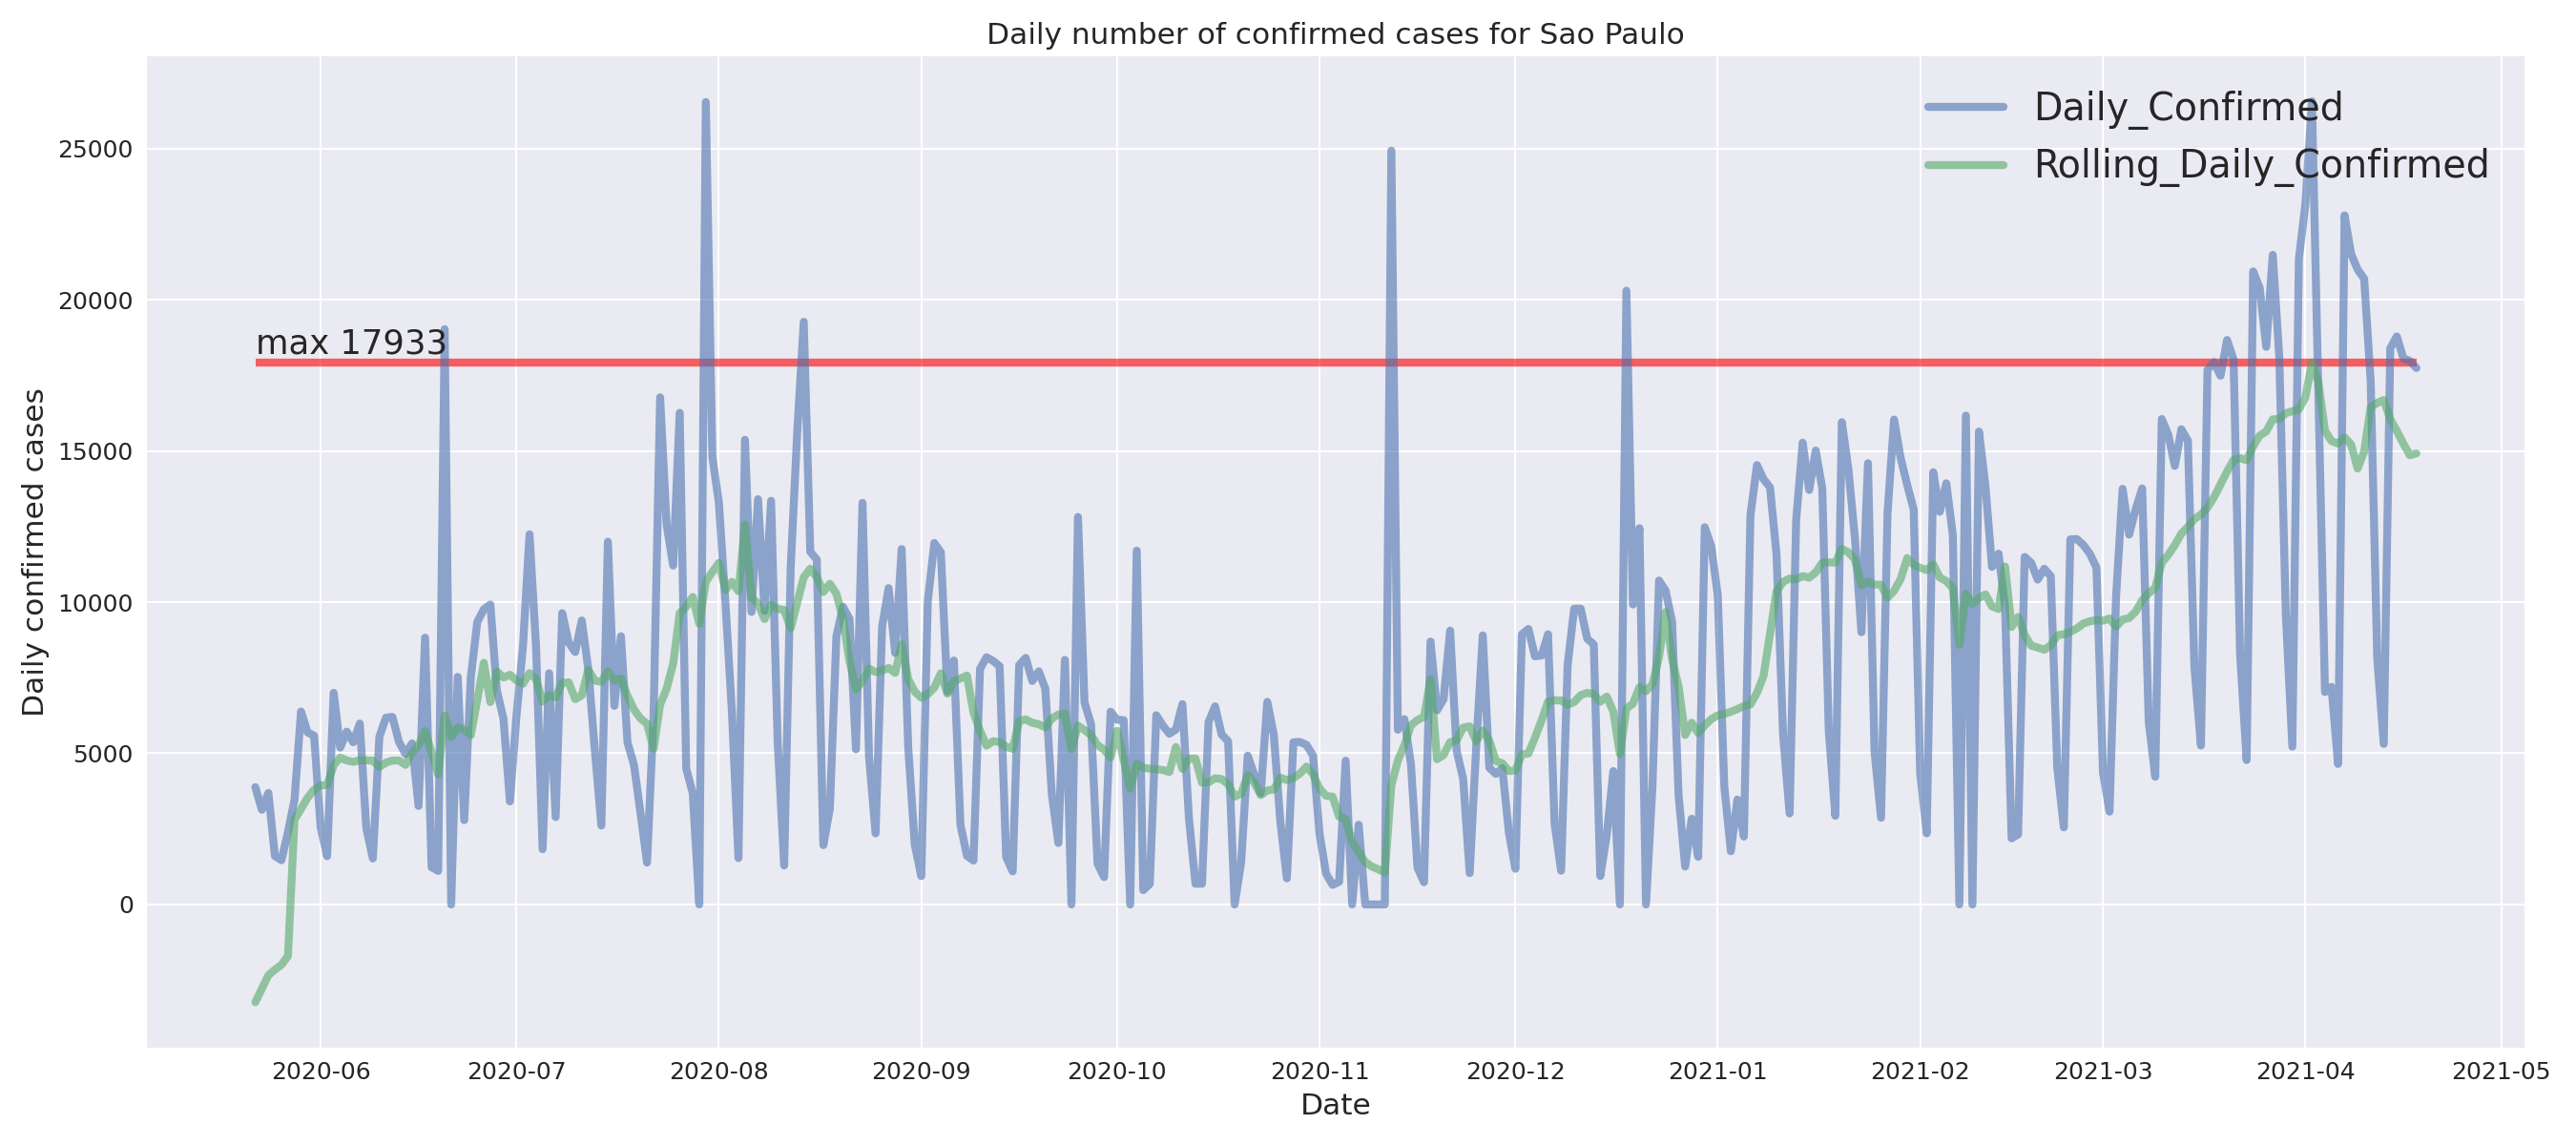 Daily number of confirmed cases for Sao Paulo
Daily_Confirmed
Rolling_Daily_Confirmed
max 17933
Daily confirmed cases
25000
20000
15000
10000
5000
0
2020-06 2020-07 2020-08 2020-09 2020-10 2020-11 2020-12 2021-01 2021-02 2021-03 2021-04 2021-05
Date